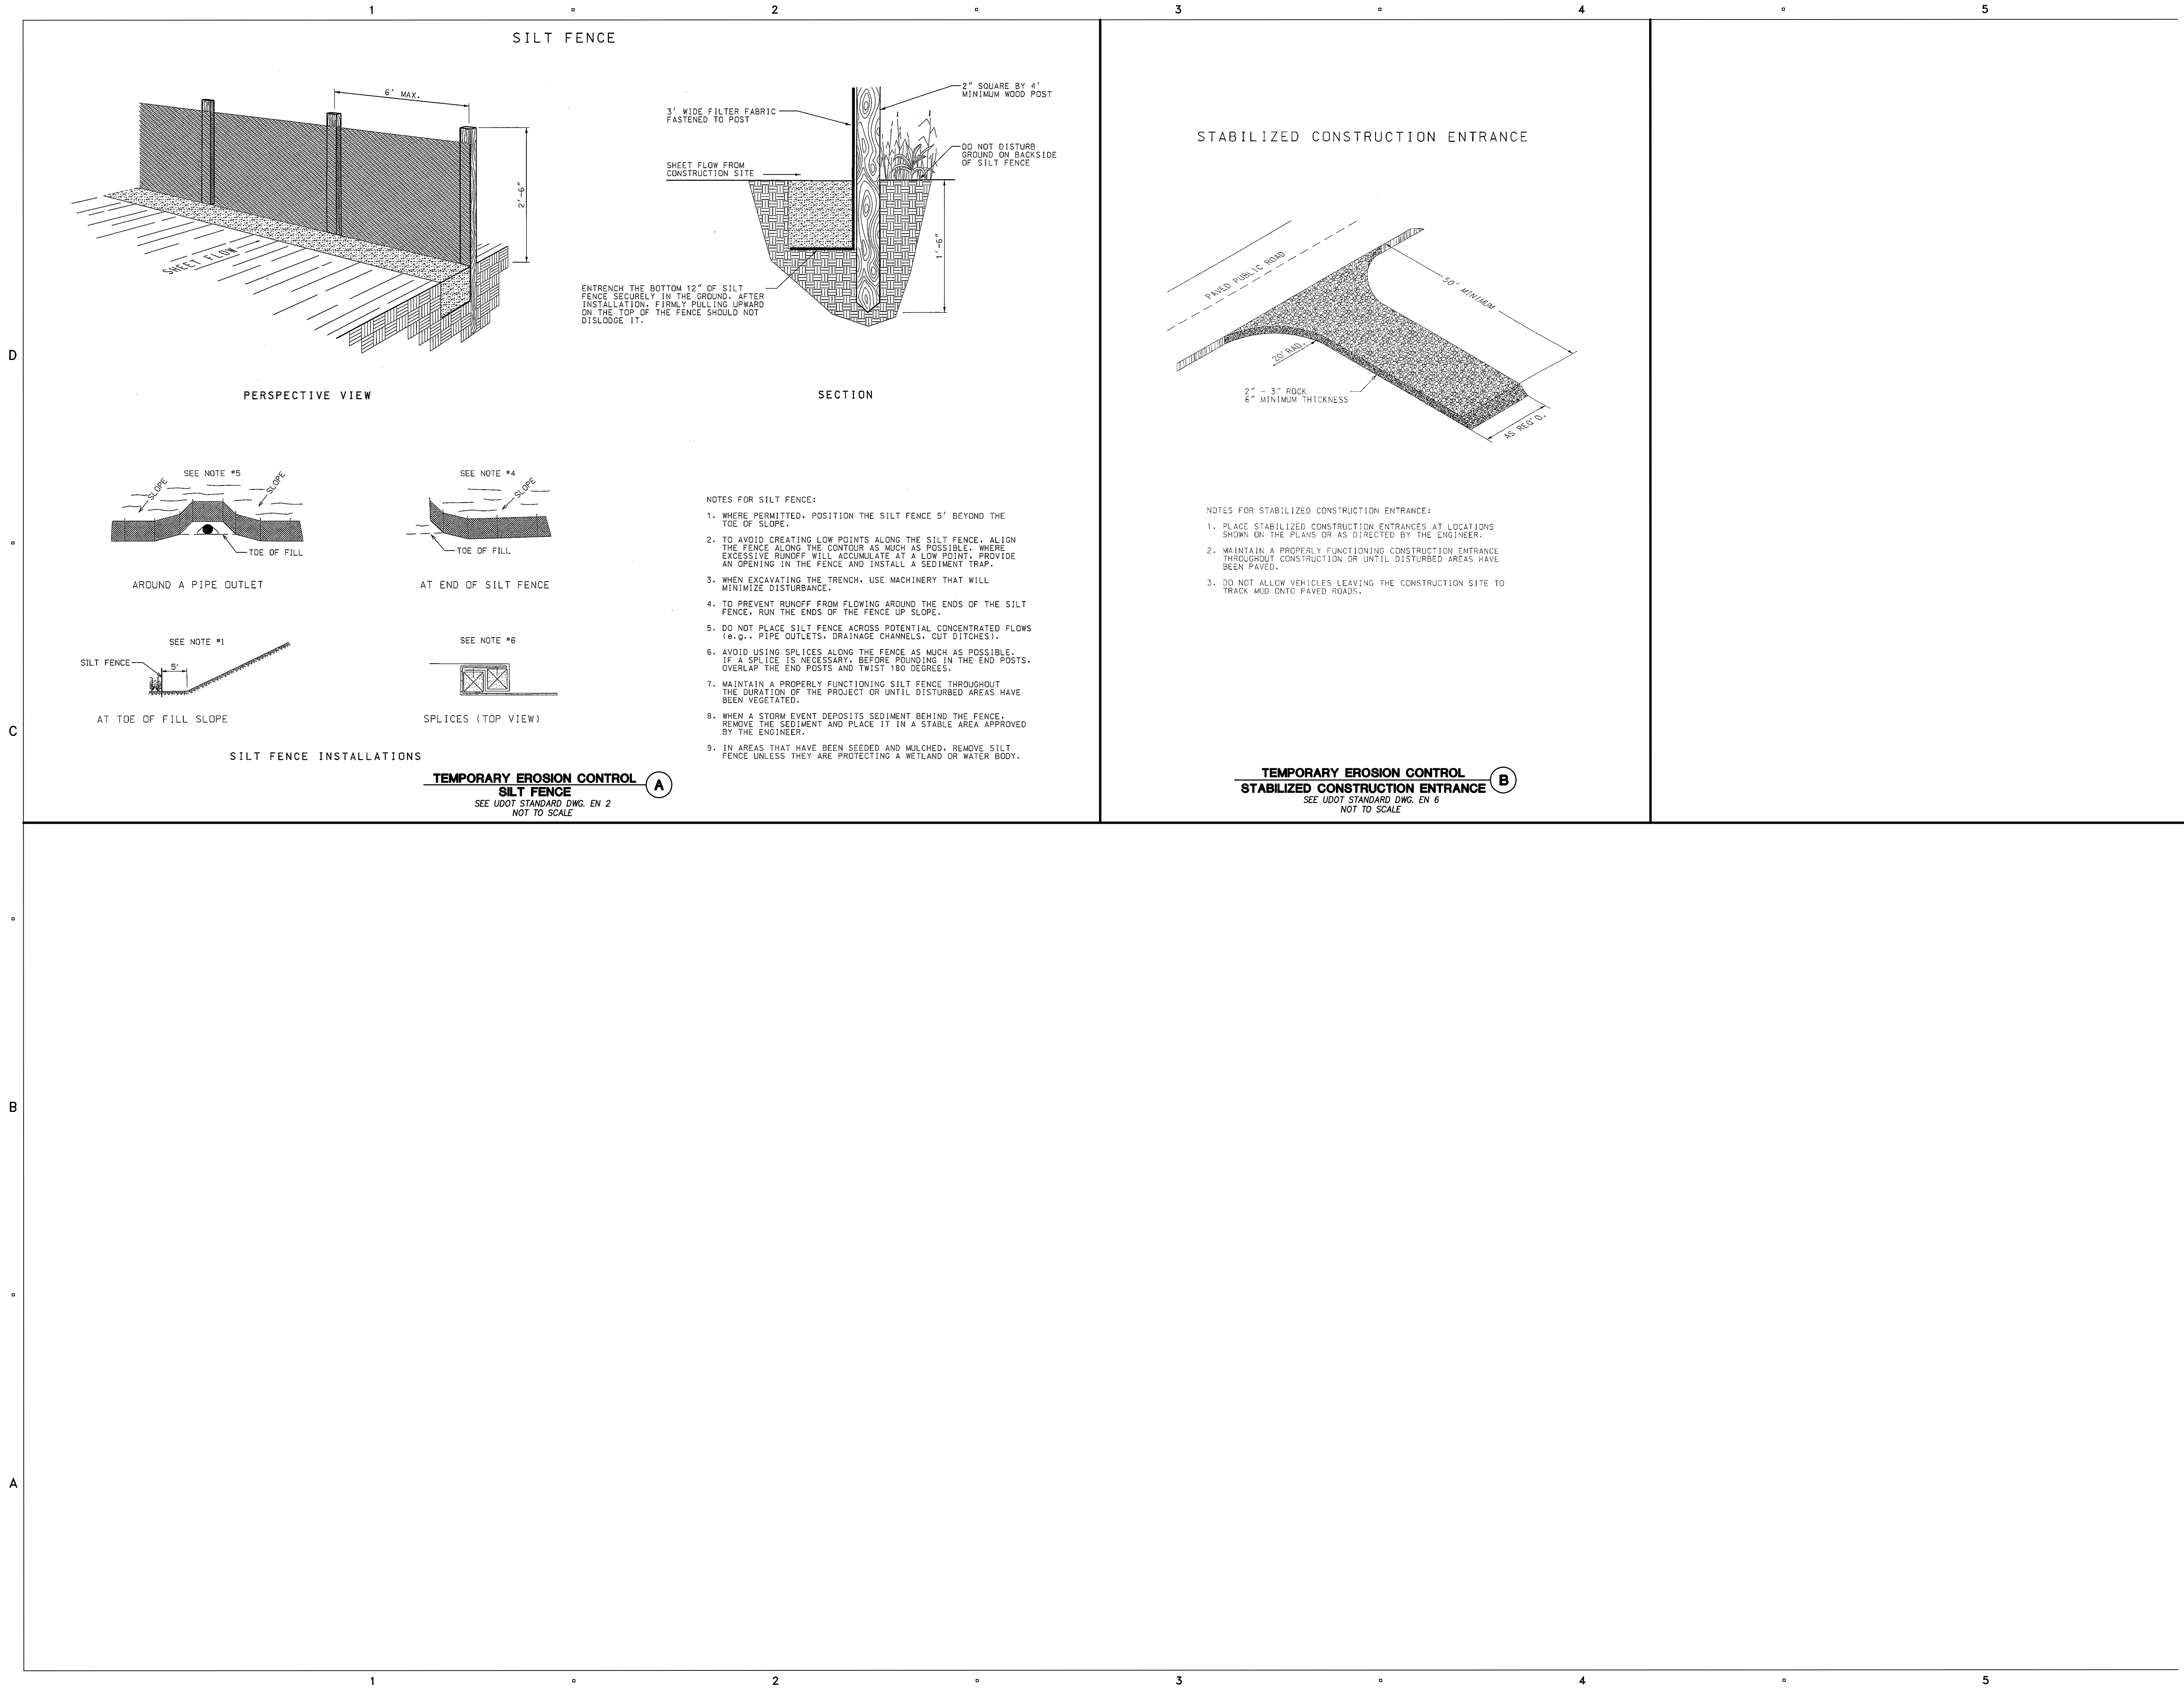 1 2 3 4 5
SILT FENCE
6' MAX.
2'-6"
SHEET FLOW
PERSPECTIVE VIEW
3' WIDE FILTER FABRIC
FASTENED TO POST
2" SQUARE BY 4'
MINIMUM WOOD POST
SHEET FLOW FROM
CONSTRUCTION SITE
DO NOT DISTURB
GROUND ON BACKSIDE
OF SILT FENCE
1'-6"
ENTRENCH THE BOTTOM 12" OF SILT
FENCE SECURELY IN THE GROUND. AFTER
INSTALLATION, FIRMLY PULLING UPWARD
ON THE TOP OF THE FENCE SHOULD NOT
DISLODGE IT.
SECTION
SEE NOTE #5
SLOPE
SLOPE
TOE OF FILL
AROUND A PIPE OUTLET
SEE NOTE #4
SLOPE
TOE OF FILL
AT END OF SILT FENCE
SEE NOTE #1
SILT FENCE
5'
AT TOE OF FILL SLOPE
SEE NOTE #6
SPLICES (TOP VIEW)
SILT FENCE INSTALLATIONS
NOTES FOR SILT FENCE:
1. WHERE PERMITTED, POSITION THE SILT FENCE 5' BEYOND THE
TOE OF SLOPE.
2. TO AVOID CREATING LOW POINTS ALONG THE SILT FENCE, ALIGN
THE FENCE ALONG THE CONTOUR AS MUCH AS POSSIBLE. WHERE
EXCESSIVE RUNOFF WILL ACCUMULATE AT A LOW POINT, PROVIDE
AN OPENING IN THE FENCE AND INSTALL A SEDIMENT TRAP.
3. WHEN EXCAVATING THE TRENCH, USE MACHINERY THAT WILL
MINIMIZE DISTURBANCE.
4. TO PREVENT RUNOFF FROM FLOWING AROUND THE ENDS OF THE SILT
FENCE, RUN THE ENDS OF THE FENCE UP SLOPE.
5. DO NOT PLACE SILT FENCE ACROSS POTENTIAL CONCENTRATED FLOWS
(e.g., PIPE OUTLETS, DRAINAGE CHANNELS, CUT DITCHES).
6. AVOID USING SPLICES ALONG THE FENCE AS MUCH AS POSSIBLE.
IF A SPLICE IS NECESSARY, BEFORE POUNDING IN THE END POSTS,
OVERLAP THE END POSTS AND TWIST 180 DEGREES.
7. MAINTAIN A PROPERLY FUNCTIONING SILT FENCE THROUGHOUT
THE DURATION OF THE PROJECT OR UNTIL DISTURBED AREAS HAVE
BEEN VEGETATED.
8. WHEN A STORM EVENT DEPOSITS SEDIMENT BEHIND THE FENCE,
REMOVE THE SEDIMENT AND PLACE IT IN A STABLE AREA APPROVED
BY THE ENGINEER.
9. IN AREAS THAT HAVE BEEN SEEDED AND MULCHED, REMOVE SILT
FENCE UNLESS THEY ARE PROTECTING A WETLAND OR WATER BODY.
TEMPORARY EROSION CONTROL
SILT FENCE
A
SEE UDOT STANDARD DWG. EN 2
NOT TO SCALE
STABILIZED CONSTRUCTION ENTRANCE
PAVED PUBLIC ROAD
50' MINIMUM
20' RAD.
2" - 3" ROCK
6" MINIMUM THICKNESS
AS REQ'D.
NOTES FOR STABILIZED CONSTRUCTION ENTRANCE:
1. PLACE STABILIZED CONSTRUCTION ENTRANCES AT LOCATIONS
SHOWN ON THE PLANS OR AS DIRECTED BY THE ENGINEER.
2. MAINTAIN A PROPERLY FUNCTIONING CONSTRUCTION ENTRANCE
THROUGHOUT CONSTRUCTION OR UNTIL DISTURBED AREAS HAVE
BEEN PAVED.
3. DO NOT ALLOW VEHICLES LEAVING THE CONSTRUCTION SITE TO
TRACK MUD ONTO PAVED ROADS.
TEMPORARY EROSION CONTROL
STABILIZED CONSTRUCTION ENTRANCE
B
SEE UDOT STANDARD DWG. EN 6
NOT TO SCALE
D
C
B
A
1 2 3 4 5